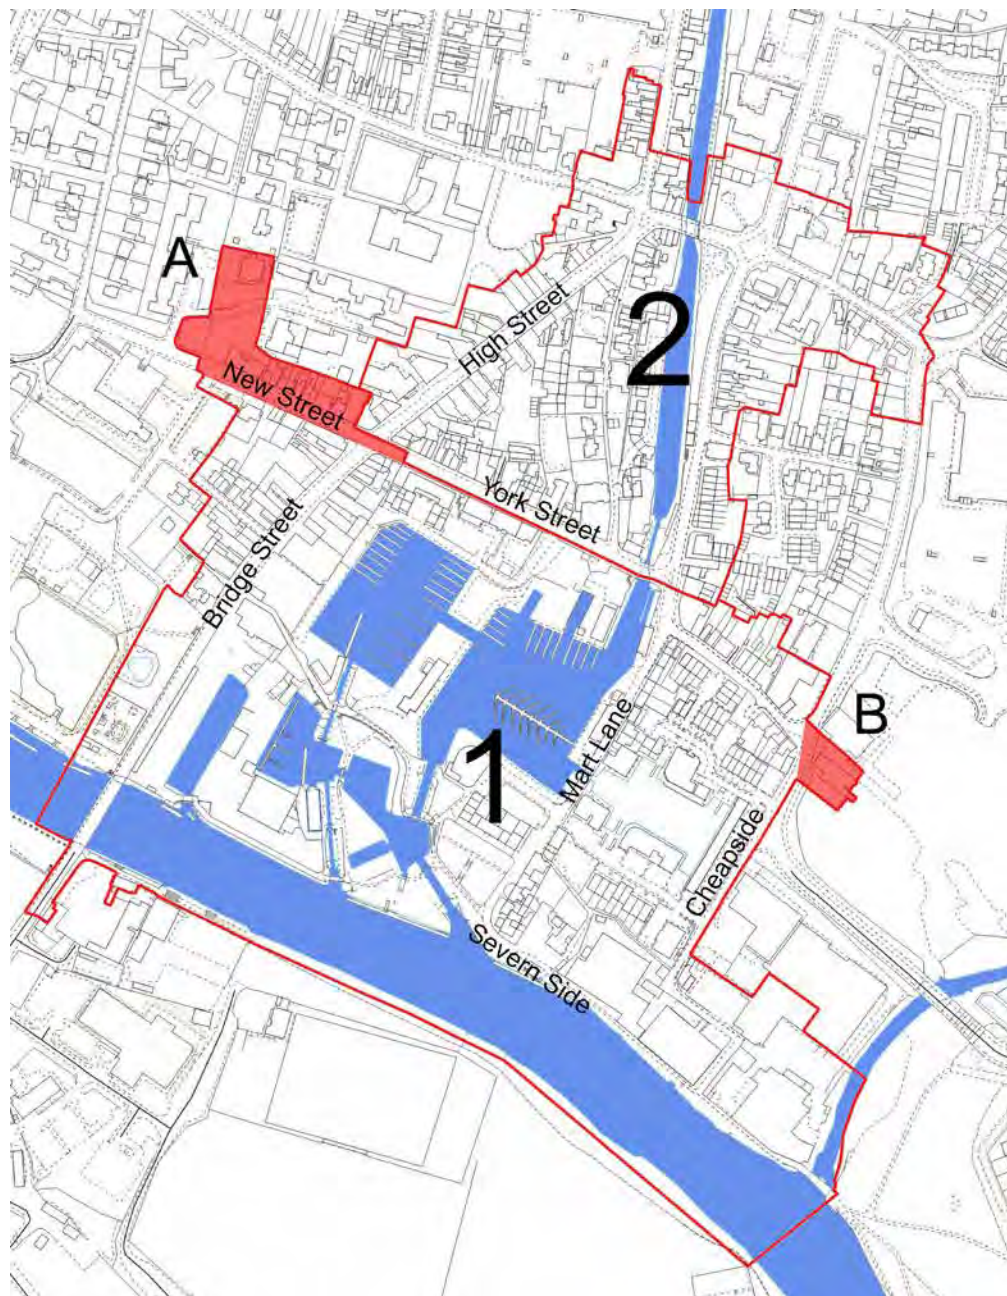 A
2
High Street
New Street
York Street
Bridge Street
B
1
Mart Lane
Cheapside
Severn Side